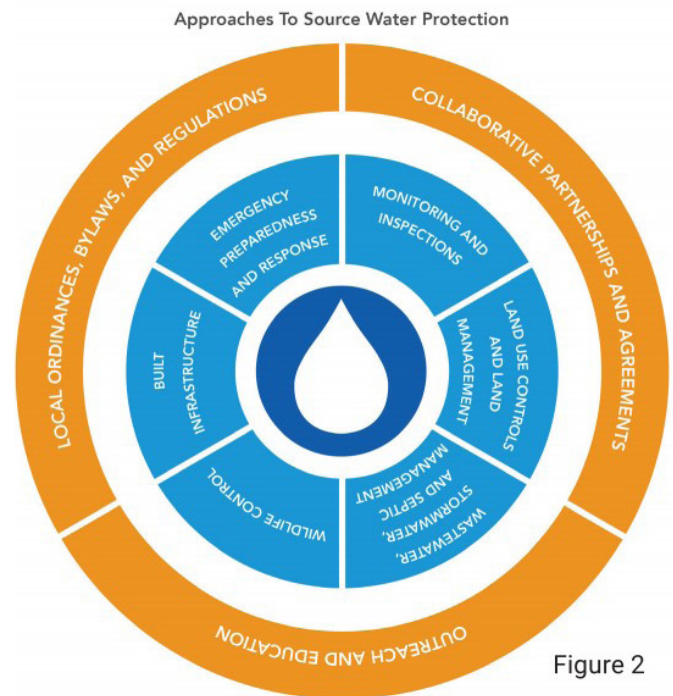 Approaches To Source Water Protection
LOCAL ORDINANCES, BYLAWS, AND REGULATIONS
COLLABORATIVE PARTNERSHIPS AND AGREEMENTS
EMERGENCY
PREPAREDNESS
AND RESPONSE
MONITORING AND
INSPECTIONS
LAND USE CONTROLS
AND LAND
MANAGEMENT
WASTEWATER,
STORMWATER,
AND SEPTIC
MANAGEMENT
WILDLIFE CONTROL
BUILT
INFRASTRUCTURE
OUTREACH AND EDUCATION
Figure 2